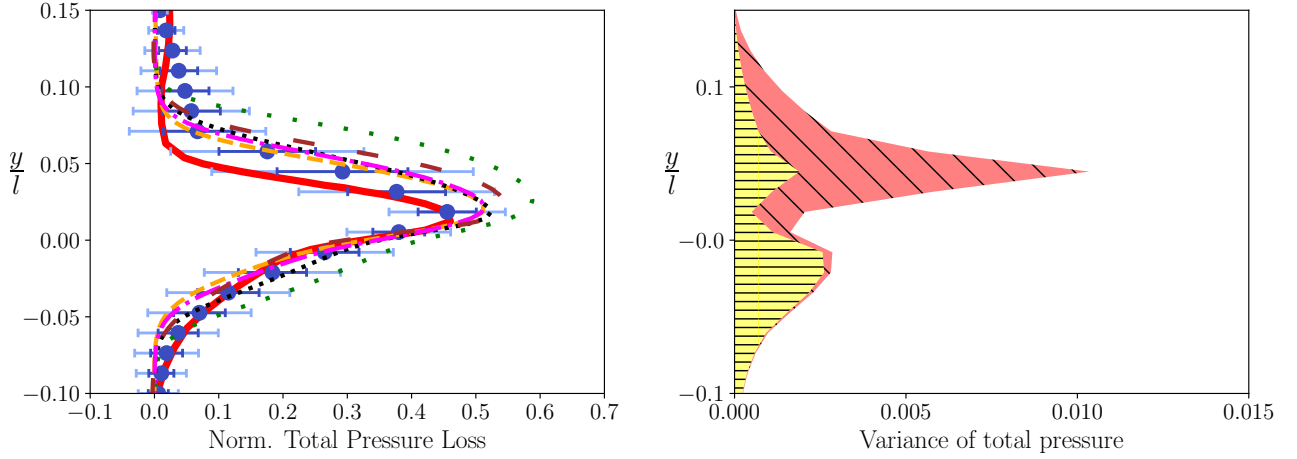 0.15
0.10
0.05
0.00
−0.05
−0.10
y
l
−0.1 0.0 0.1 0.2 0.3 0.4 0.5 0.6 0.7
Norm. Total Pressure Loss
0.1
−0.0
−0.1
y
l
0.000 0.005 0.010 0.015
Variance of total pressure